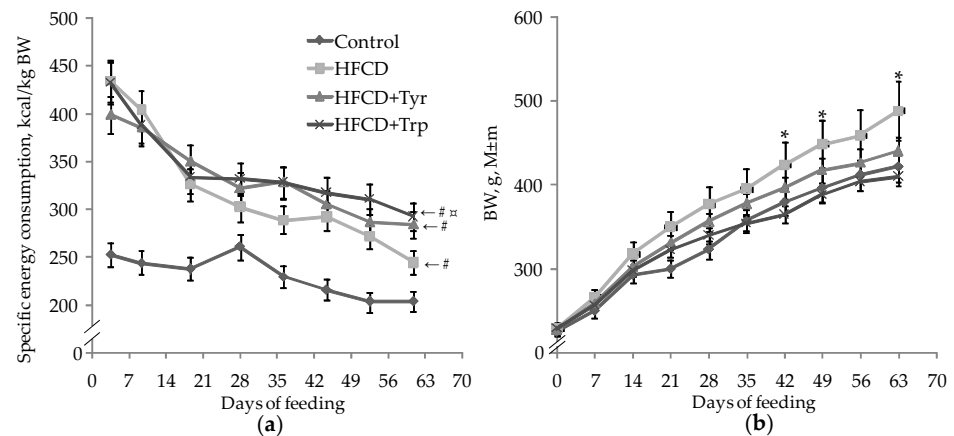 Specific energy consumption, kcal/kg BW
500
450
400
350
300
250
200
0
Control
HFCD
HFCD+Tyr
HFCD+Trp
← # ¤
← #
← #
0 7 14 21 28 35 42 49 56 63 70
Days of feeding
(a)
BW, g, M±m
600
500
400
300
0
* * *
0 7 14 21 28 35 42 49 56 63 70
Days of feeding
(b)